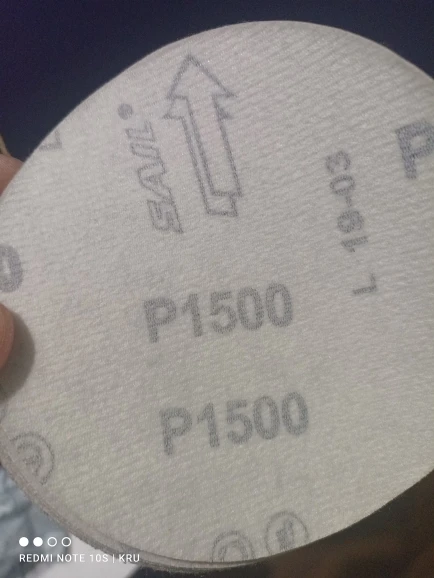 SAIL®
P
L 19-03
P1500
P1500
REDMI NOTE 10S | KRU